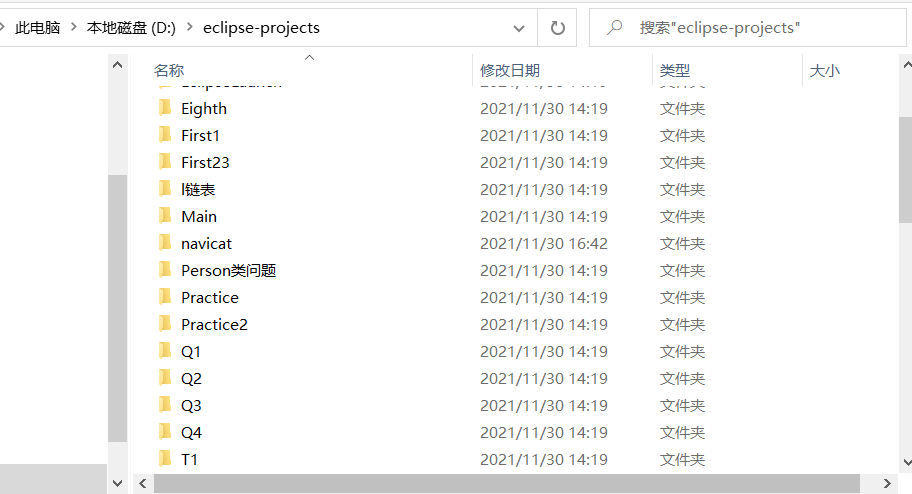 此电脑 > 本地磁盘 (D:) > eclipse-projects
搜索"eclipse-projects"
名称 修改日期 类型 大小
Eighth 2021/11/30 14:19 文件夹
First1 2021/11/30 14:19 文件夹
First23 2021/11/30 14:19 文件夹
l链表 2021/11/30 14:19 文件夹
Main 2021/11/30 14:19 文件夹
navicat 2021/11/30 16:42 文件夹
Person类问题 2021/11/30 14:19 文件夹
Practice 2021/11/30 14:19 文件夹
Practice2 2021/11/30 14:19 文件夹
Q1 2021/11/30 14:19 文件夹
Q2 2021/11/30 14:19 文件夹
Q3 2021/11/30 14:19 文件夹
Q4 2021/11/30 14:19 文件夹
T1 2021/11/30 14:19 文件夹